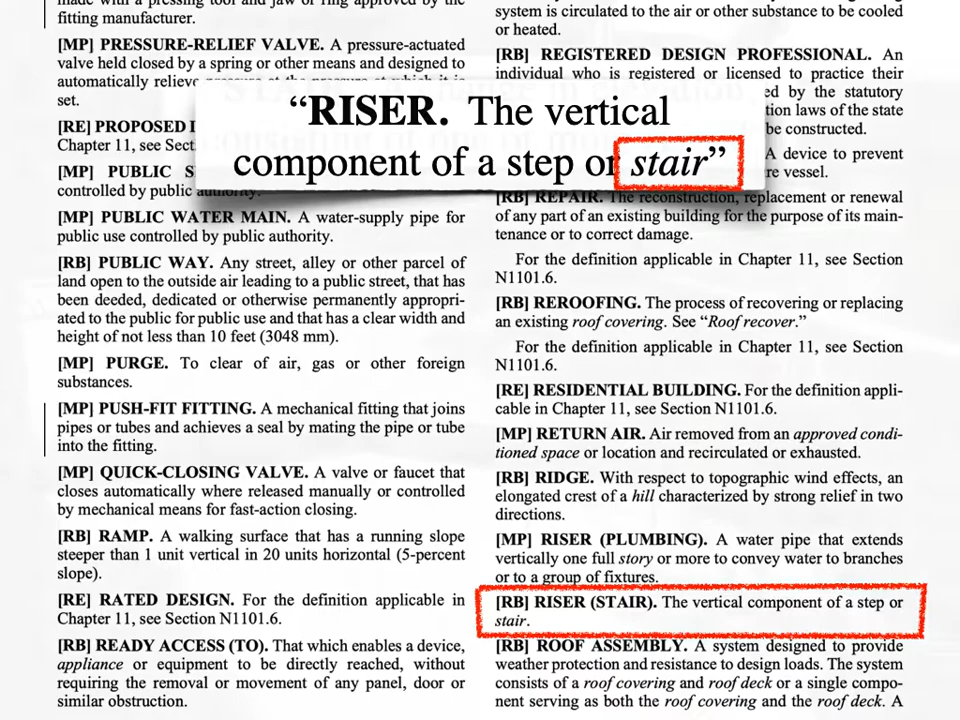 made with a pressing tool and jaw or ring approved by the
fitting manufacturer.
[MP] PRESSURE-RELIEF VALVE. A pressure-actuated
valve held closed by a spring or other means and designed to
automatically relieve pressure at the pressure at which it is
set.
[RE] PROPOSED
Chapter 11, see Sect
[MP] PUBLIC S
controlled by public authority.
[MP] PUBLIC WATER MAIN. A water-supply pipe for
public use controlled by public authority.
[RB] PUBLIC WAY. Any street, alley or other parcel of
land open to the outside air leading to a public street, that has
been deeded, dedicated or otherwise permanently appropri-
ated to the public for public use and that has a clear width and
height of not less than 10 feet (3048 mm).
[MP] PURGE. To clear of air, gas or other foreign
substances.
[MP] PUSH-FIT FITTING. A mechanical fitting that joins
pipes or tubes and achieves a seal by mating the pipe or tube
into the fitting.
[MP] QUICK-CLOSING VALVE. A valve or faucet that
closes automatically where released manually or controlled
by mechanical means for fast-action closing.
[RB] RAMP. A walking surface that has a running slope
steeper than 1 unit vertical in 20 units horizontal (5-percent
slope).
[RE] RATED DESIGN. For the definition applicable in
Chapter 11, see Section N1101.6.
[RB] READY ACCESS (TO). That which enables a device,
appliance or equipment to be directly reached, without
requiring the removal or movement of any panel, door or
similar obstruction.
“RISER. The vertical
component of a step or stair”
system is circulated to the air or other substance to be cooled
or heated.
[RB] REGISTERED DESIGN PROFESSIONAL. An
individual who is registered or licensed to practice their
ed by the statutory
tion laws of the state
be constructed.
A device to prevent
re vessel.
[RB] REPAIR. The reconstruction, replacement or renewal
of any part of an existing building for the purpose of its main-
tenance or to correct damage.
For the definition applicable in Chapter 11, see Section
N1101.6.
[RB] REROOFING. The process of recovering or replacing
an existing roof covering. See “Roof recover.”
For the definition applicable in Chapter 11, see Section
N1101.6.
[RE] RESIDENTIAL BUILDING. For the definition appli-
cable in Chapter 11, see Section N1101.6.
[MP] RETURN AIR. Air removed from an approved condi-
tioned space or location and recirculated or exhausted.
[RB] RIDGE. With respect to topographic wind effects, an
elongated crest of a hill characterized by strong relief in two
directions.
[MP] RISER (PLUMBING). A water pipe that extends
vertically one full story or more to convey water to branches
or to a group of fixtures.
[RB] RISER (STAIR). The vertical component of a step or
stair.
[RB] ROOF ASSEMBLY. A system designed to provide
weather protection and resistance to design loads. The system
consists of a roof covering and roof deck or a single compo-
nent serving as both the roof covering and the roof deck. A